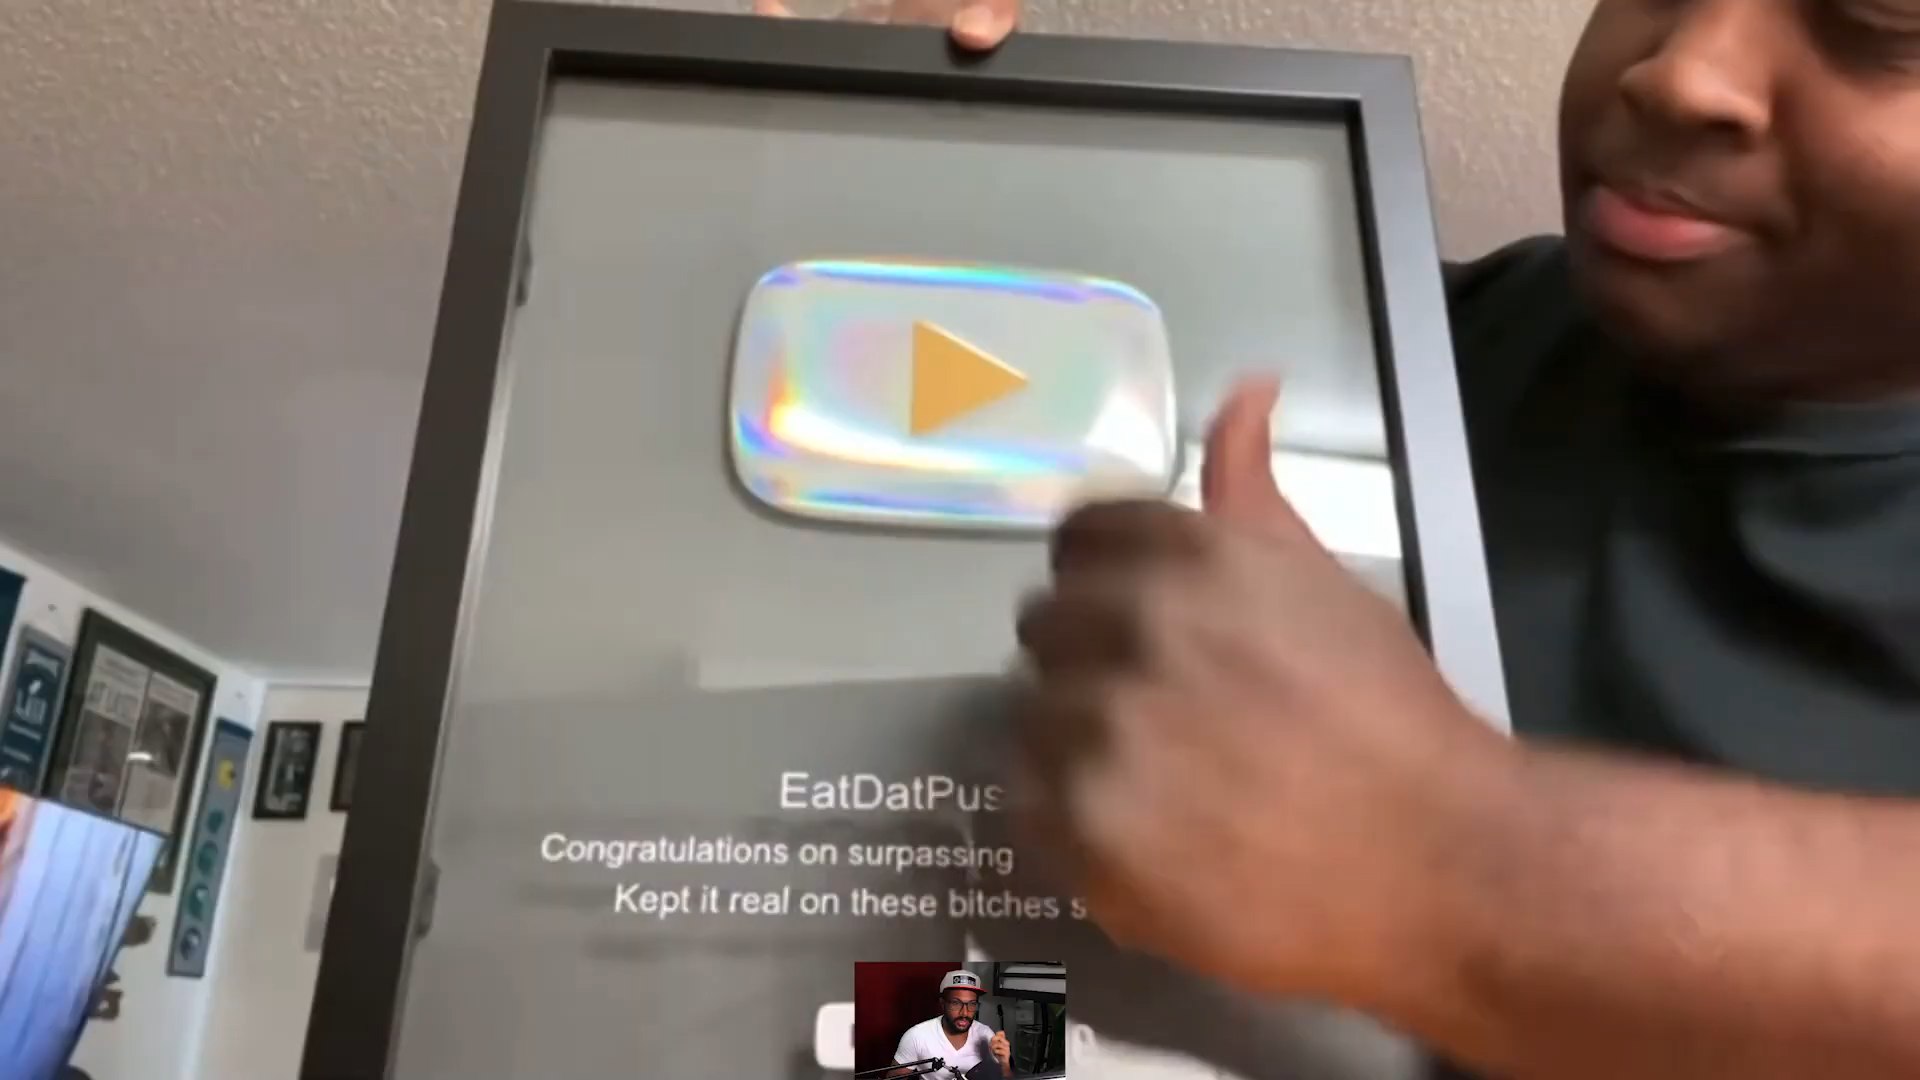 EatDatPus
Congratulations on surpassing
Kept it real on these bitches s